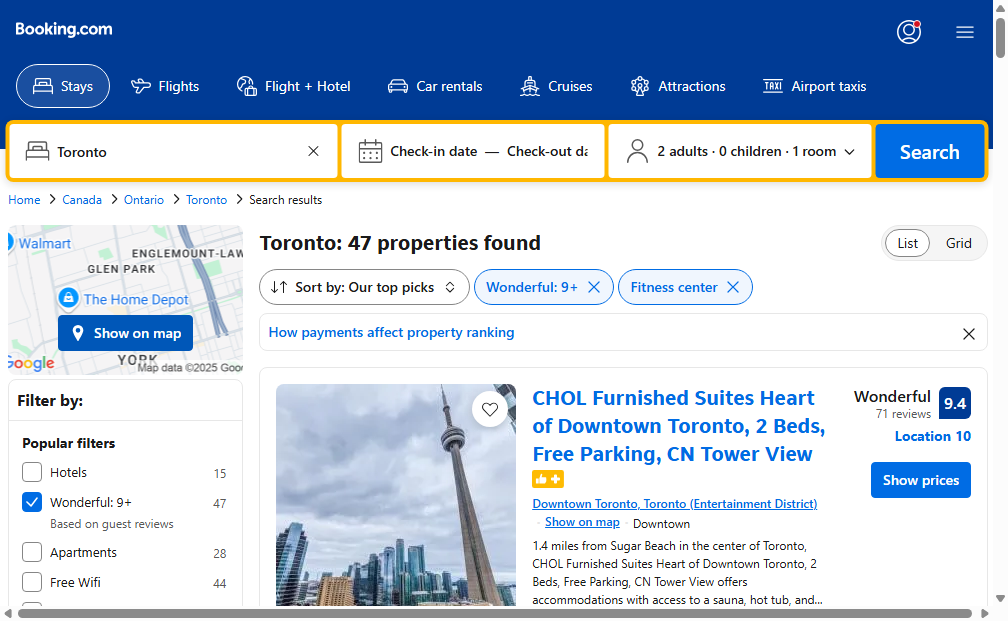 Booking.com
Stays
Flights
Flight + Hotel
Car rentals
Cruises
Attractions
TAXI Airport taxis
Toronto
Check-in date — Check-out da
2 adults · 0 children · 1 room
Search
Home > Canada > Ontario > Toronto > Search results
Walmart
ENGLEMOUNT-LAW
GLEN PARK
The Home Depot
Show on map
YORK
Google
Map data ©2025 Goo
Filter by:
Popular filters
Hotels 15
Wonderful: 9+ 47
Based on guest reviews
Apartments 28
Free Wifi 44
Toronto: 47 properties found
List
Grid
Sort by: Our top picks
Wonderful: 9+
Fitness center
How payments affect property ranking
CHOL Furnished Suites Heart
of Downtown Toronto, 2 Beds,
Free Parking, CN Tower View
Downtown Toronto, Toronto (Entertainment District)
· Show on map · Downtown
1.4 miles from Sugar Beach in the center of Toronto,
CHOL Furnished Suites Heart of Downtown Toronto, 2
Beds, Free Parking, CN Tower View offers
accommodations with access to a sauna, hot tub, and...
Wonderful
71 reviews
9.4
Location 10
Show prices